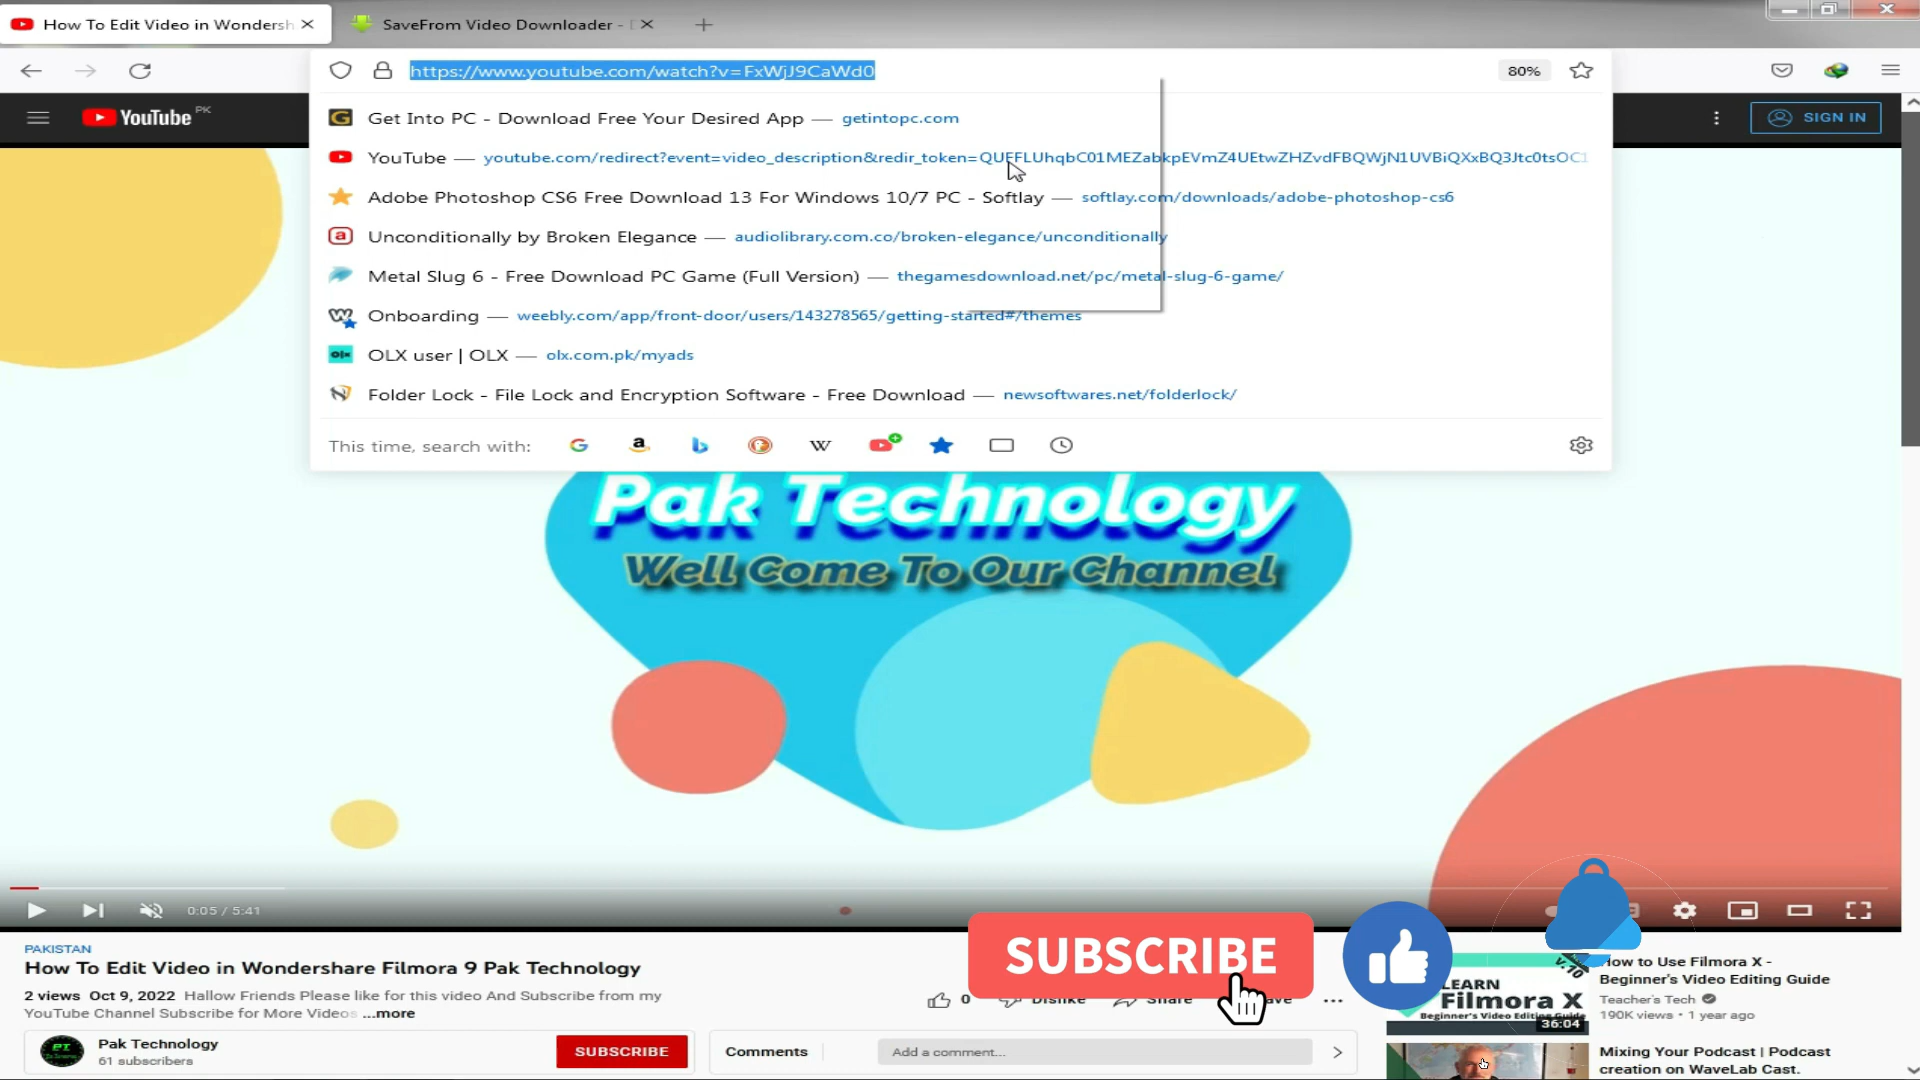 How To Edit Video in Wondersh
SaveFrom Video Downloader -
https://www.youtube.com/watch?v=FxWjJ9CaWd0
80%
YouTube PK
SIGN IN
Get Into PC - Download Free Your Desired App — getintopc.com
YouTube — youtube.com/redirect?event=video_description&redir_token=
Adobe Photoshop CS6 Free Download 13 For Windows 10/7 PC - Softlay — softlay.com/downloads/adobe-photoshop-cs6
Unconditionally by Broken Elegance — audiolibrary.com.co/broken-elegance/unconditionally
Metal Slug 6 - Free Download PC Game (Full Version) — thegamesdownload.net/pc/metal-slug-6-game/
Onboarding — weebly.com/app/front-door/users/143278565/getting-started#/themes
OLX user | OLX — olx.com.pk/myads
Folder Lock - File Lock and Encryption Software - Free Download — newsoftwares.net/folderlock/
This time, search with:
Pak Technology
Well Come To Our Channel
0:05 / 5:41
PAKISTAN
How To Edit Video in Wondershare Filmora 9 Pak Technology
2 views Oct 9, 2022 Hallow Friends Please like for this video And Subscribe from my
YouTube Channel Subscribe for More Videos ...more
0 Dislike Share
SUBSCRIBE
Pak Technology
61 subscribers
SUBSCRIBE
Comments
Add a comment...
V.10
LEARN
Filmora X
Beginner's Video Editing Guide
36:04
How to Use Filmora X -
Beginner's Video Editing Guide
Teacher's Tech
190K views • 1 year ago
Mixing Your Podcast | Podcast
creation on WaveLab Cast.